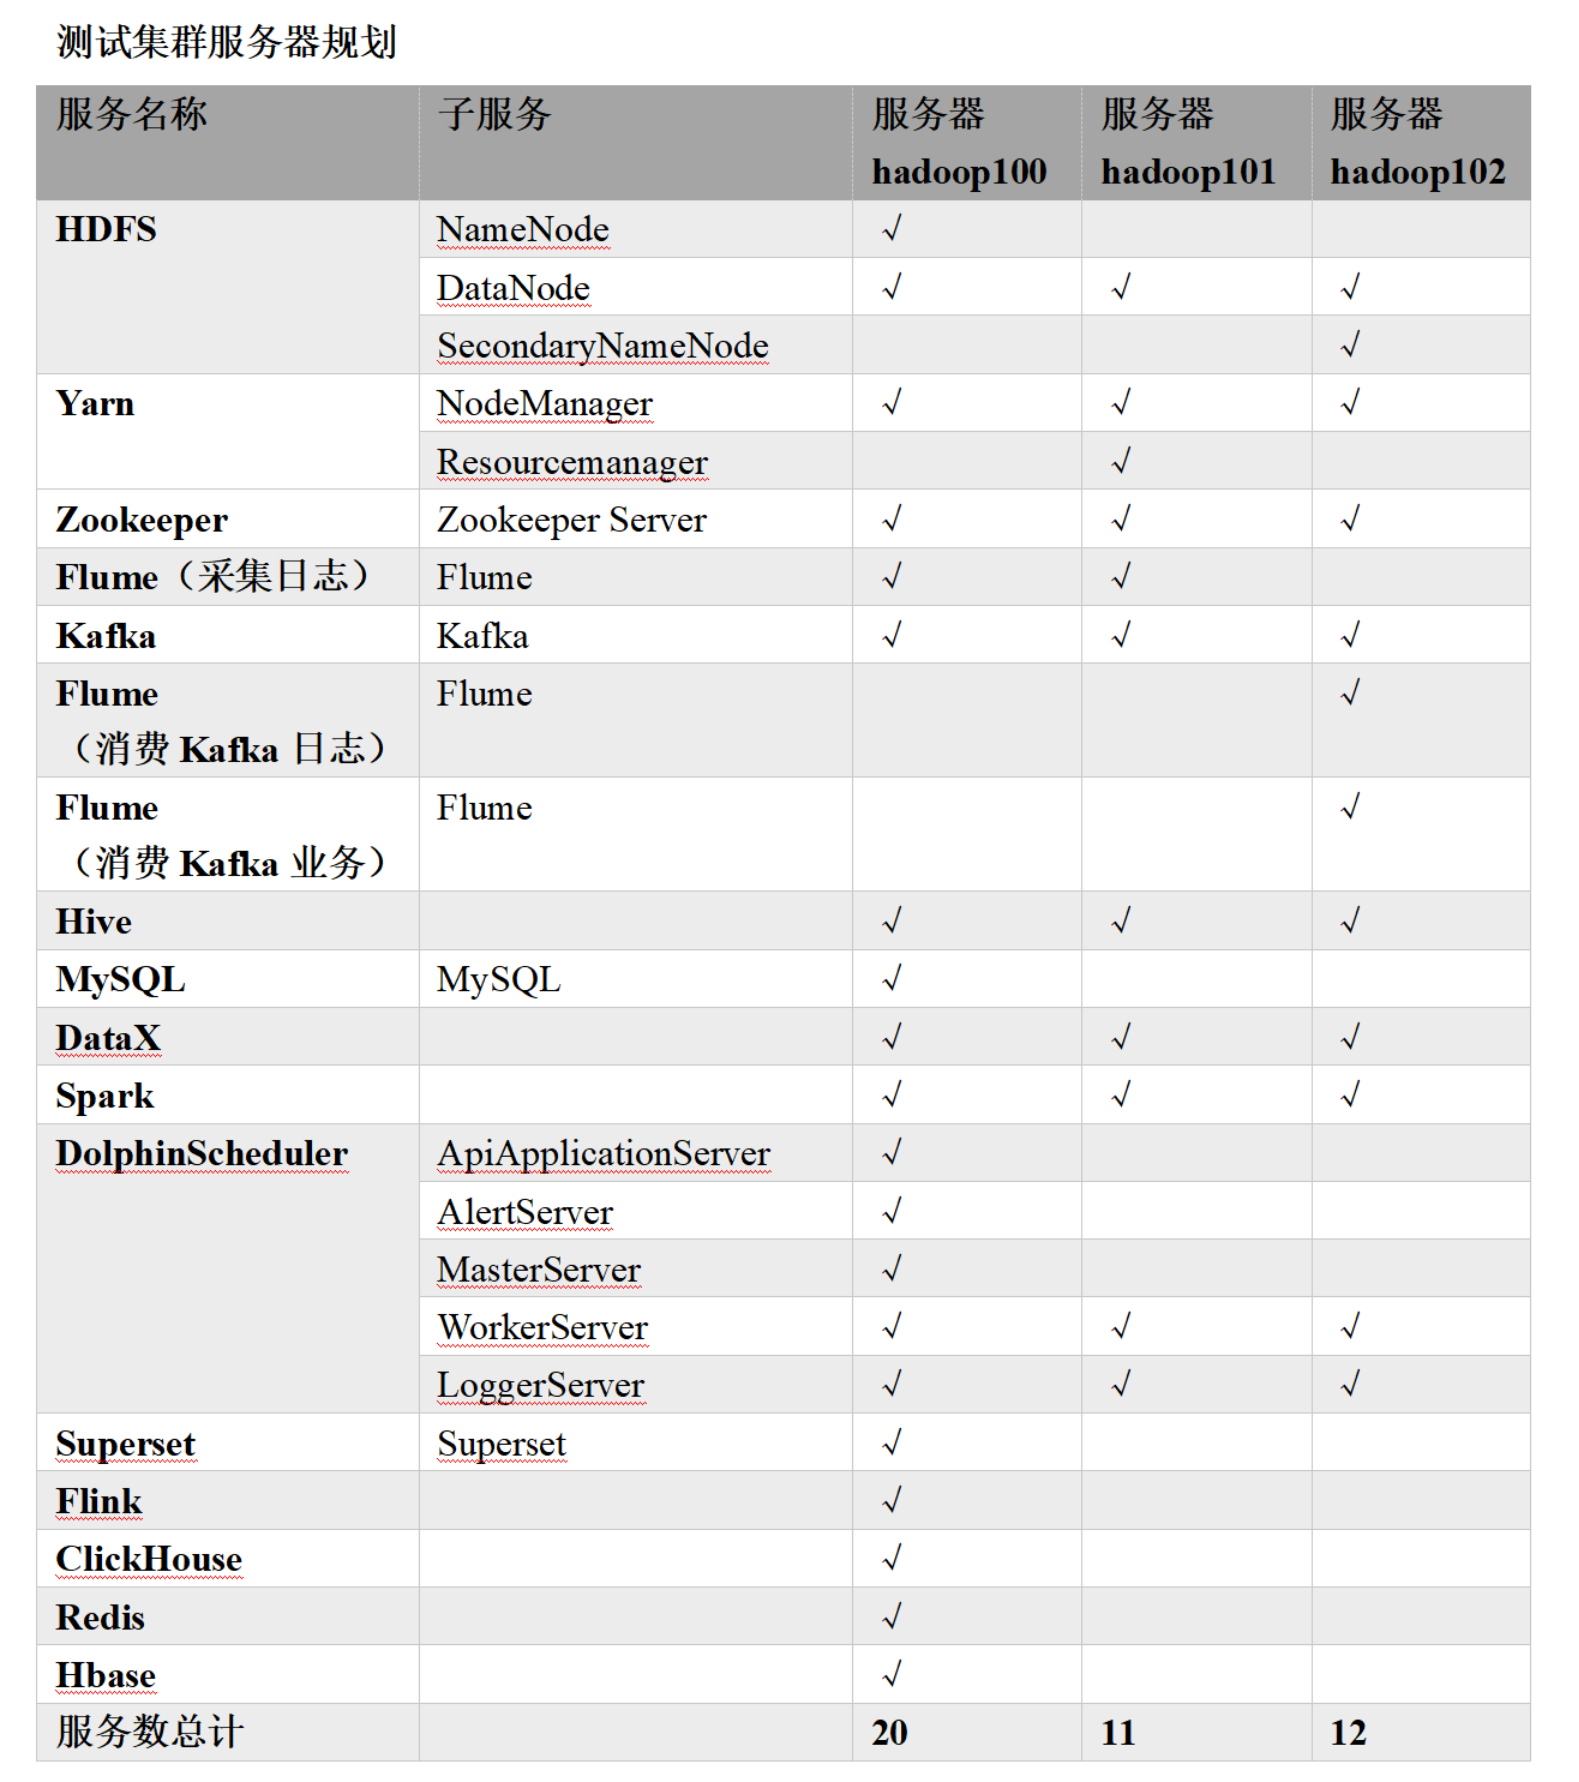 测试集群服务器规划
服务名称 子服务 服务器 服务器 服务器
hadoop100 hadoop101 hadoop102
HDFS NameNode √
DataNode √ √ √
SecondaryNameNode √
Yarn NodeManager √ √ √
Resourcemanager √
Zookeeper Zookeeper Server √ √ √
Flume（采集日志） Flume √ √
Kafka Kafka √ √ √
Flume Flume √
（消费 Kafka 日志）
Flume Flume √
（消费 Kafka 业务）
Hive √ √ √
MySQL MySQL √
DataX √ √ √
Spark √ √ √
DolphinScheduler ApiApplicationServer √
AlertServer √
MasterServer √
WorkerServer √ √ √
LoggerServer √ √ √
Superset Superset √
Flink √
ClickHouse √
Redis √
Hbase √
服务数总计 20 11 12